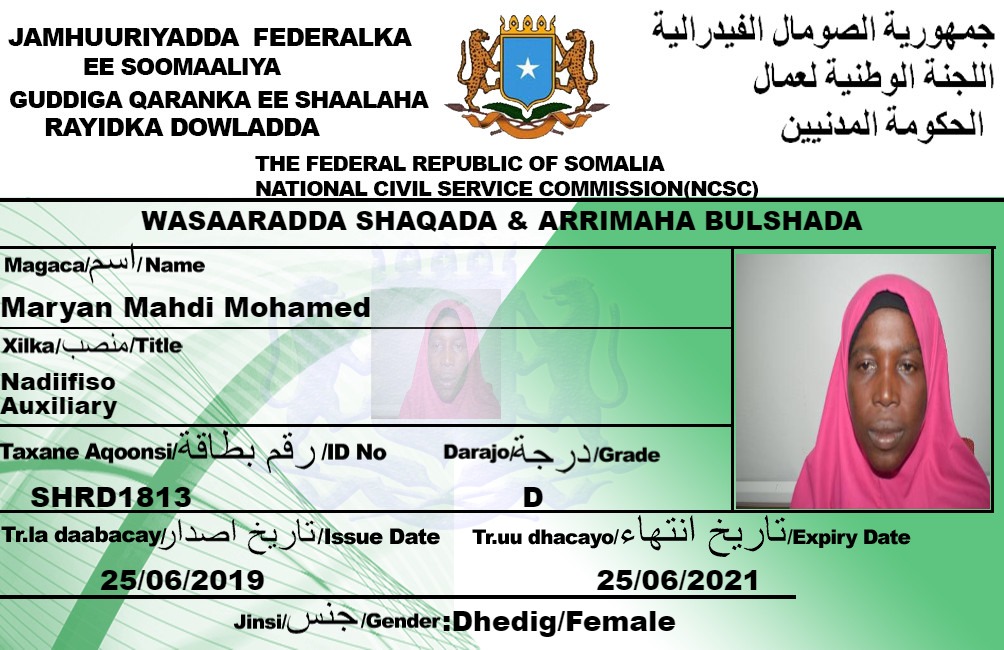 JAMHUURIYADDA FEDERALKA
EE SOOMAALIYA
GUDDIGA QARANKA EE SHAALAHA
RAYIDKA DOWLADDA
جمهورية الصومال الفيدرالية
اللجنة الوطنية لعمال
الحكومة المدنيين
THE FEDERAL REPUBLIC OF SOMALIA
NATIONAL CIVIL SERVICE COMMISSION(NCSC)
WASAARADDA SHAQADA & ARRIMAHA BULSHADA
Magaca/اسم/Name
Maryan Mahdi Mohamed
Xilka/منصب/Title
Nadiifiso
Auxiliary
Taxane Aqoonsi/رقم بطاقة/ID No
SHRD1813
Darajo/درجة/Grade
D
Tr.la daabacay/تاريخ اصدار/Issue Date
25/06/2019
Tr.uu dhacayo/تاريخ انتهاء/Expiry Date
25/06/2021
Jinsi/جنس/Gender:Dhedig/Female